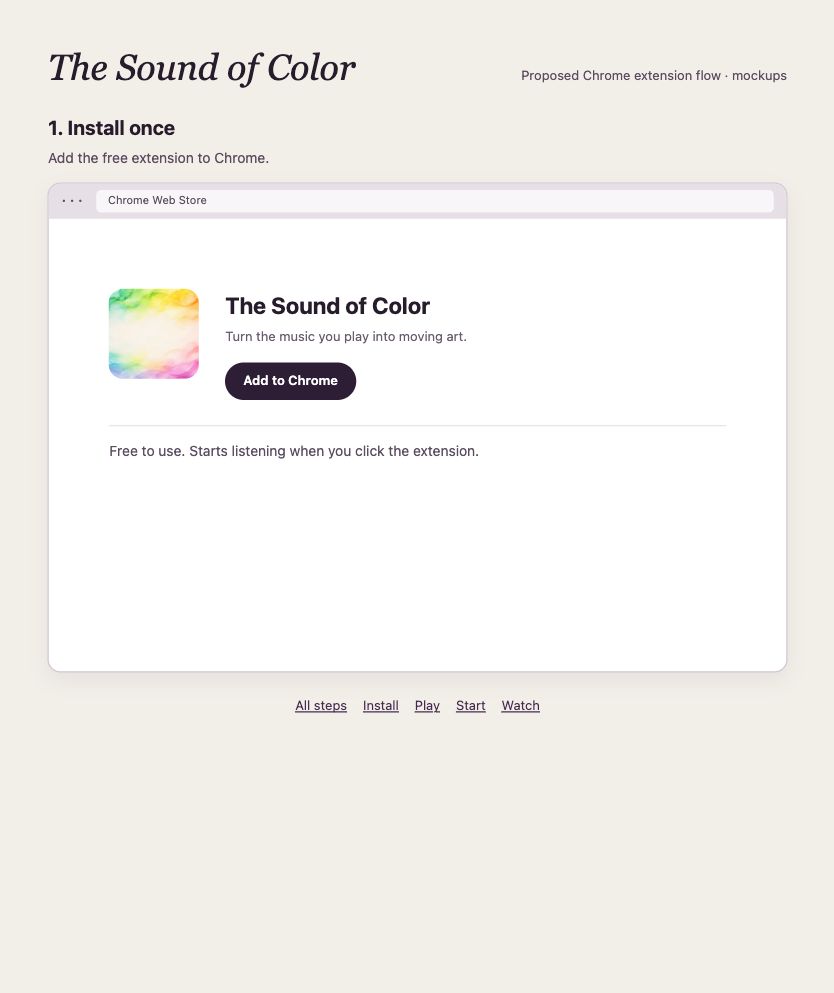 The Sound of Color
Proposed Chrome extension flow · mockups
1. Install once
Add the free extension to Chrome.
Chrome Web Store
The Sound of Color
Turn the music you play into moving art.
Add to Chrome
Free to use. Starts listening when you click the extension.
All steps Install Play Start Watch